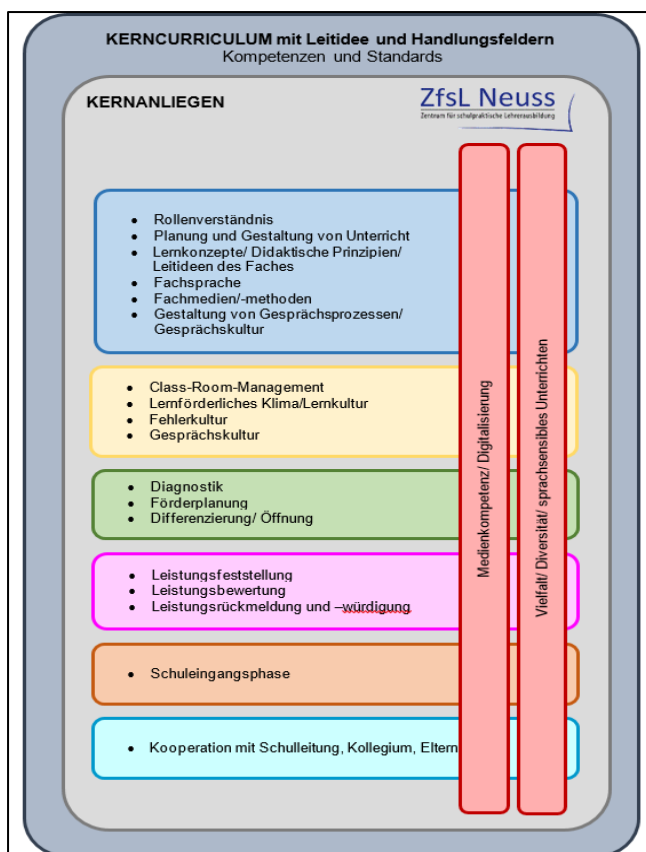 KERNCURRICULUM mit Leitidee und Handlungsfeldern
Kompetenzen und Standards
KERNANLIEGEN
ZfsL Neuss
Zentrum für schulpraktische Lehrerausbildung
• Rollenverständnis
• Planung und Gestaltung von Unterricht
• Lernkonzepte/ Didaktische Prinzipien/
Leitideen des Faches
• Fachsprache
• Fachmedien/-methoden
• Gestaltung von Gesprächsprozessen/
Gesprächskultur
• Class-Room-Management
• Lernförderliches Klima/Lernkultur
• Fehlerkultur
• Gesprächskultur
• Diagnostik
• Förderplanung
• Differenzierung/ Öffnung
• Leistungsfeststellung
• Leistungsbewertung
• Leistungsrückmeldung und –würdigung
• Schuleingangsphase
• Kooperation mit Schulleitung, Kollegium, Eltern
Medienkompetenz/ Digitalisierung
Vielfalt/ Diversität/ sprachsensibles Unterrichten